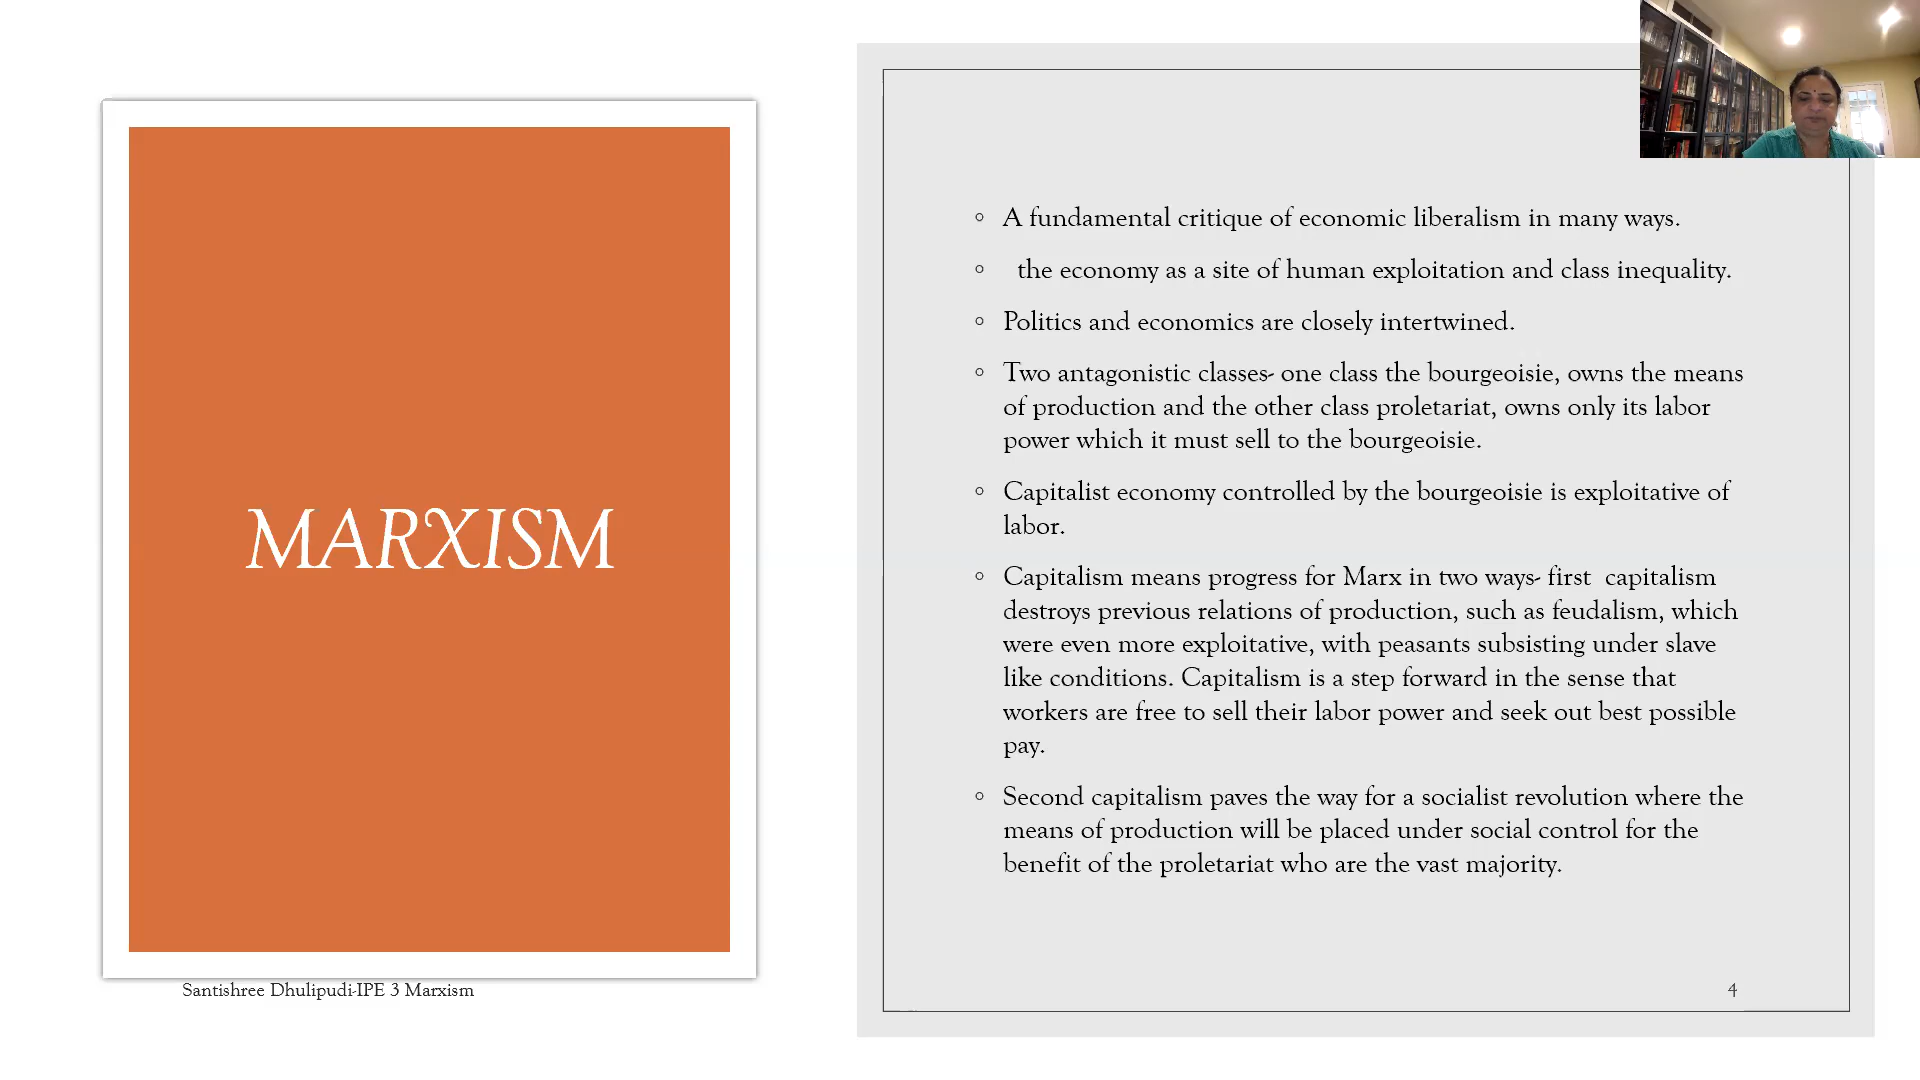 MARXISM
◦ A fundamental critique of economic liberalism in many ways.
◦ the economy as a site of human exploitation and class inequality.
◦ Politics and economics are closely intertwined.
◦ Two antagonistic classes- one class the bourgeoisie, owns the means
of production and the other class proletariat, owns only its labor
power which it must sell to the bourgeoisie.
◦ Capitalist economy controlled by the bourgeoisie is exploitative of
labor.
◦ Capitalism means progress for Marx in two ways- first capitalism
destroys previous relations of production, such as feudalism, which
were even more exploitative, with peasants subsisting under slave
like conditions. Capitalism is a step forward in the sense that
workers are free to sell their labor power and seek out best possible
pay.
◦ Second capitalism paves the way for a socialist revolution where the
means of production will be placed under social control for the
benefit of the proletariat who are the vast majority.
Santishree Dhulipudi-IPE 3 Marxism
4